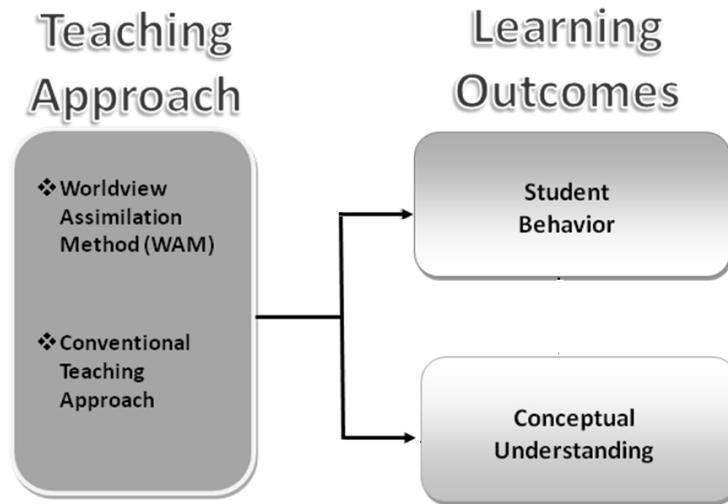 Teaching
Approach
❖Worldview
Assimilation
Method (WAM)
❖Conventional
Teaching
Approach
Learning
Outcomes
Student
Behavior
Conceptual
Understanding